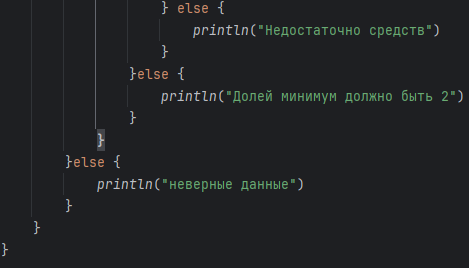 } else {
println("Недостаточно средств")
}
}else {
println("Долей минимум должно быть 2")
}
}
}else {
println("неверные данные")
}
}
}